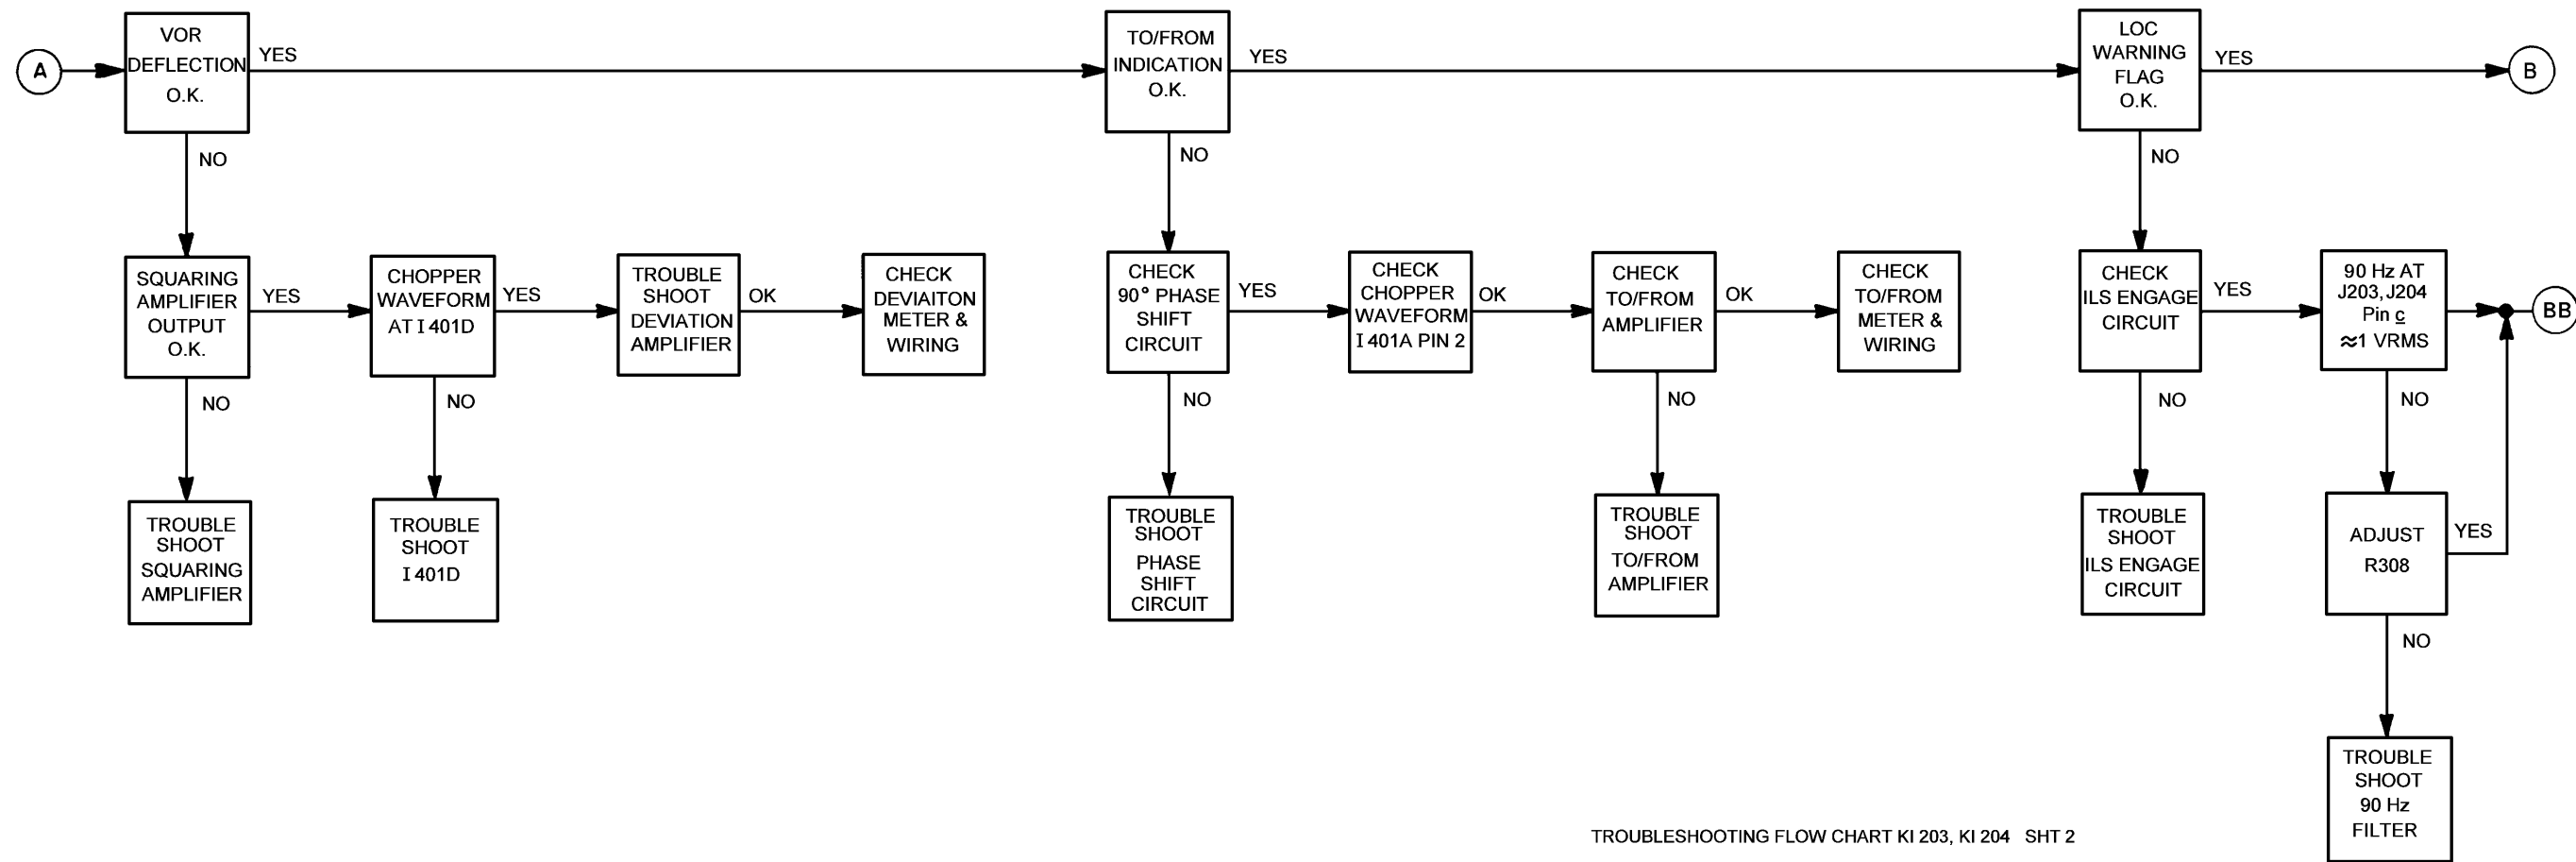 A
VOR
DEFLECTION
O.K.
YES
TO/FROM
INDICATION
O.K.
YES
LOC
WARNING
FLAG
O.K.
YES
B
NO
NO
NO
SQUARING
AMPLIFIER
OUTPUT
O.K.
YES
CHOPPER
WAVEFORM
AT I 401D
YES
TROUBLE
SHOOT
DEVIATION
AMPLIFIER
OK
CHECK
DEVIAITON
METER &
WIRING
CHECK
90° PHASE
SHIFT
CIRCUIT
YES
CHECK
CHOPPER
WAVEFORM
I 401A PIN 2
OK
CHECK
TO/FROM
AMPLIFIER
OK
CHECK
TO/FROM
METER &
WIRING
CHECK
ILS ENGAGE
CIRCUIT
YES
90 Hz AT
J203, J204
Pin c
≈1 VRMS
BB
NO
NO
NO
NO
NO
NO
TROUBLE
SHOOT
SQUARING
AMPLIFIER
TROUBLE
SHOOT
I 401D
TROUBLE
SHOOT
PHASE
SHIFT
CIRCUIT
TROUBLE
SHOOT
TO/FROM
AMPLIFIER
TROUBLE
SHOOT
ILS ENGAGE
CIRCUIT
ADJUST
R308
YES
NO
TROUBLE
SHOOT
90 Hz
FILTER
TROUBLESHOOTING FLOW CHART KI 203, KI 204 SHT 2